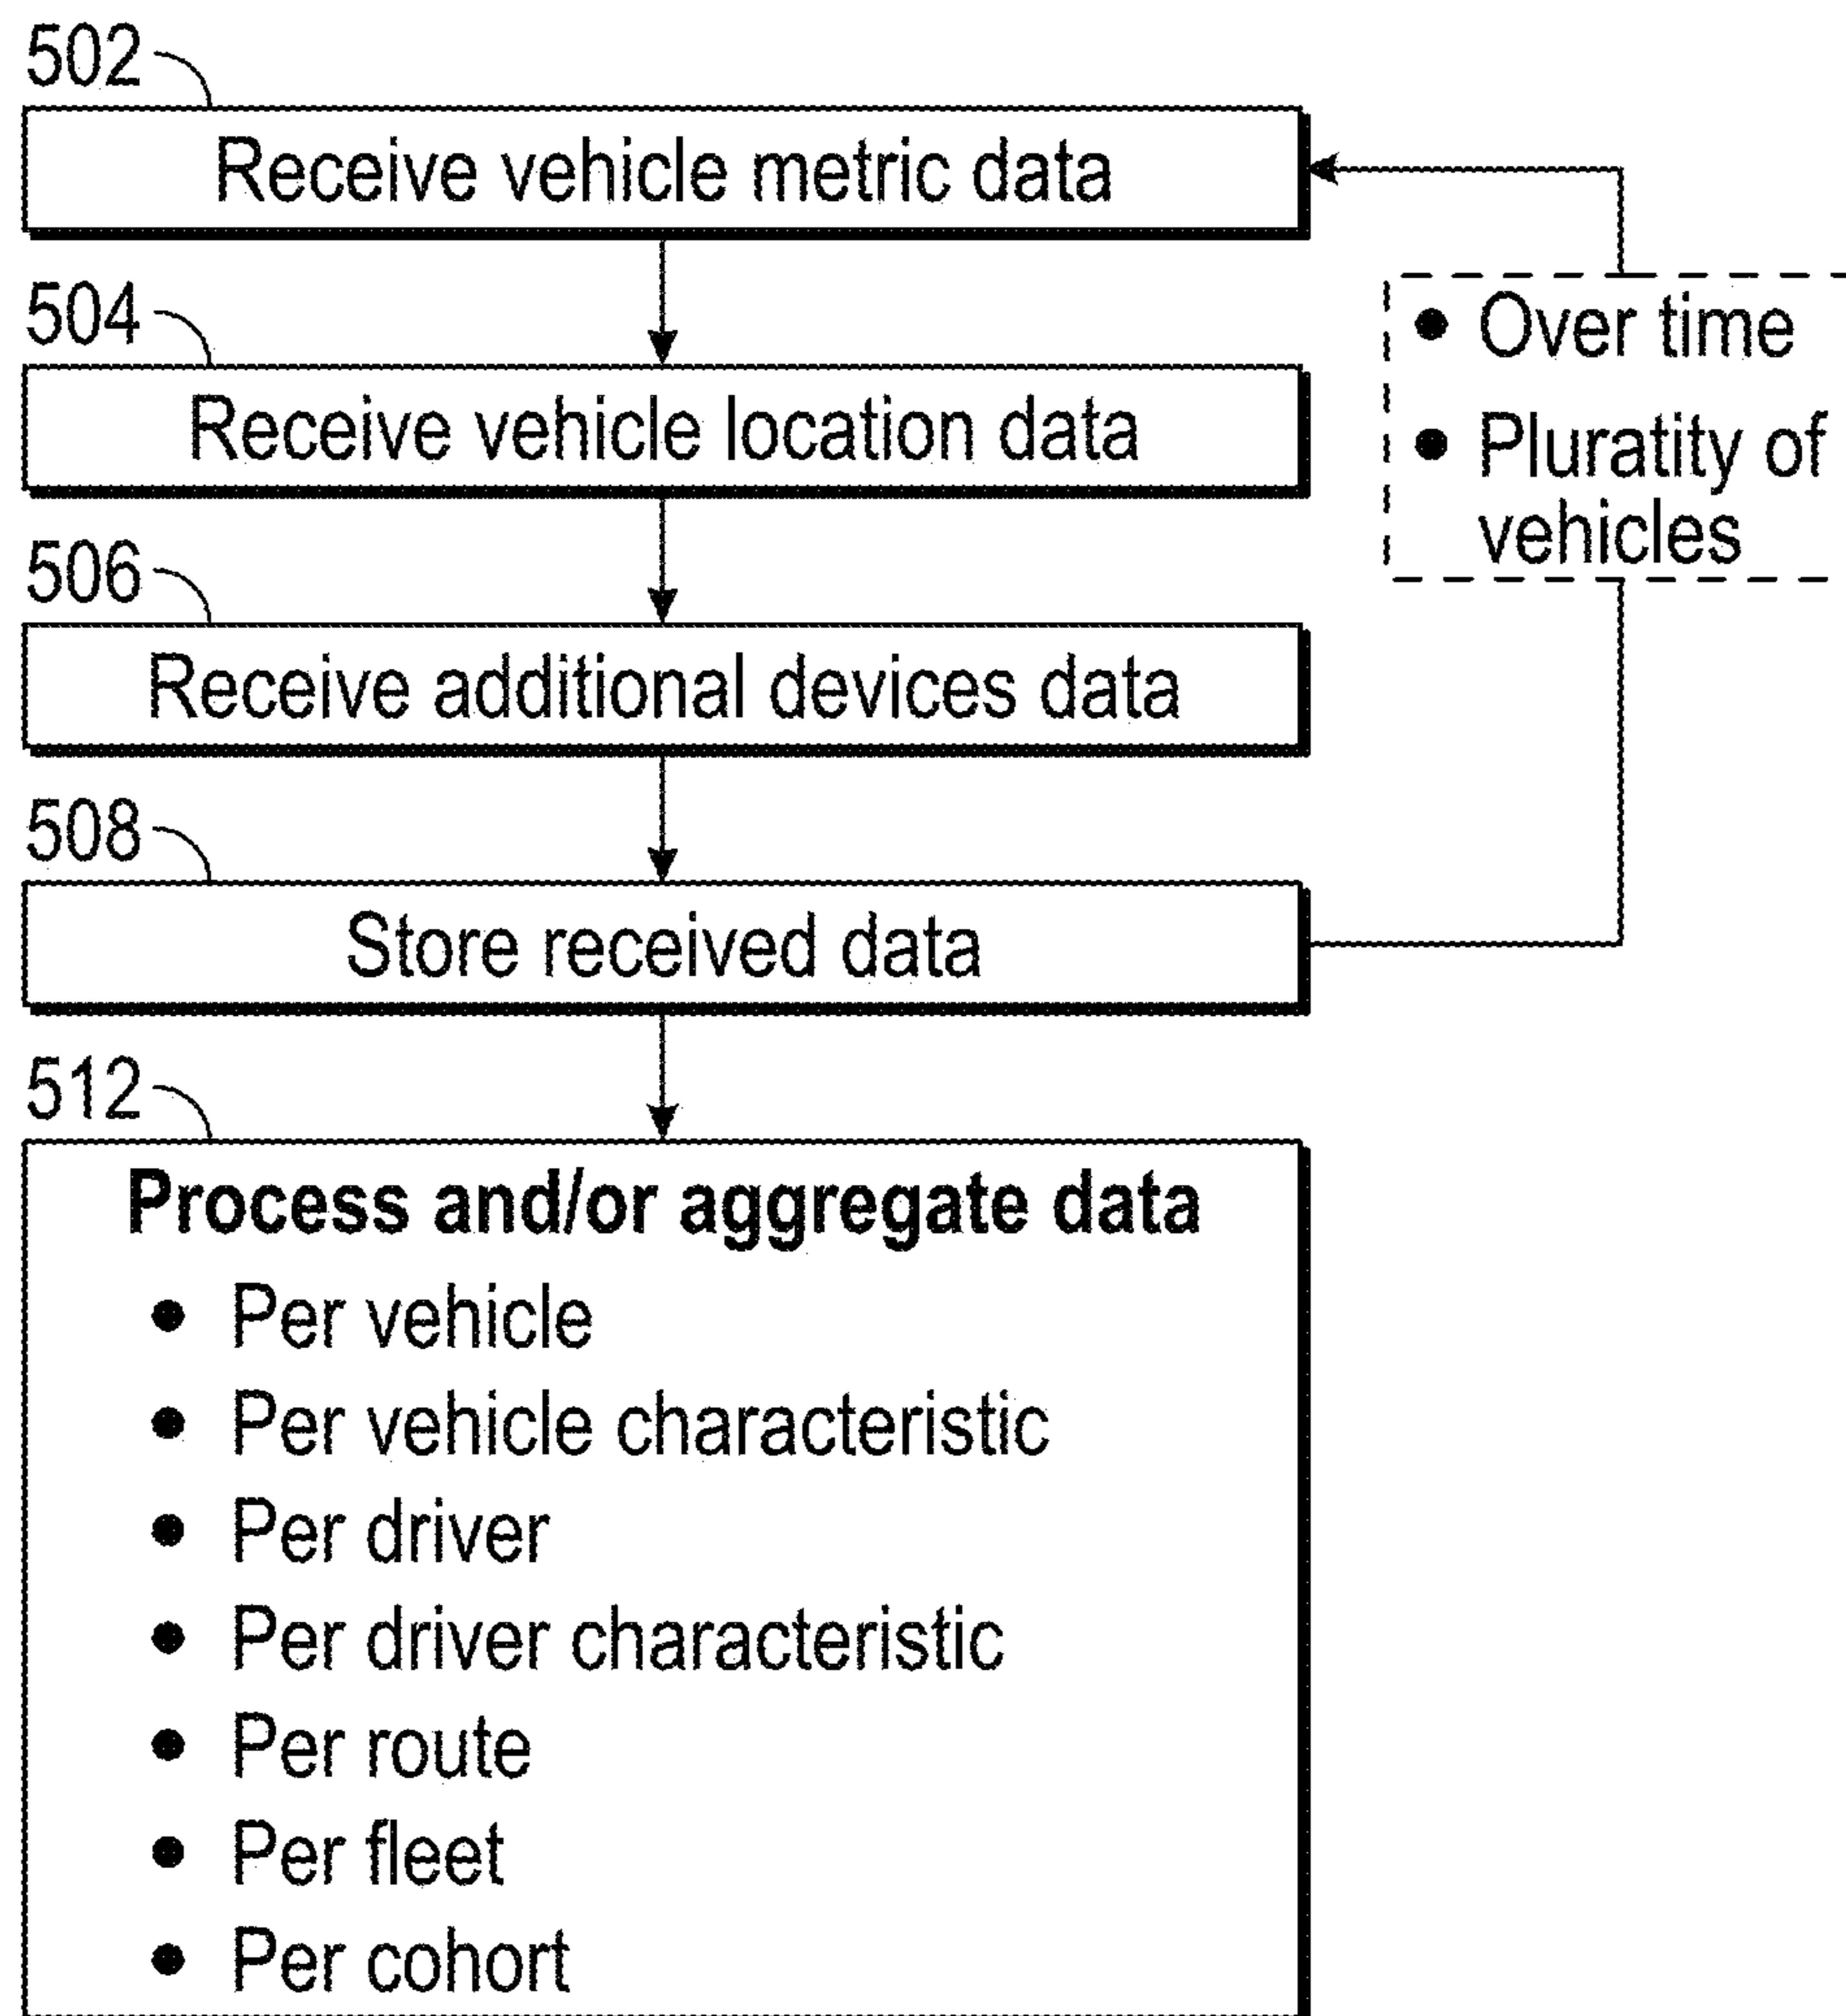 502
Receive vehicle metric data
504
Receive vehicle location data
• Over time
• Pluratity of
vehicles
506
Receive additional devices data
508
Store received data
512
Process and/or aggregate data
• Per vehicle
• Per vehicle characteristic
• Per driver
• Per driver characteristic
• Per route
• Per fleet
• Per cohort